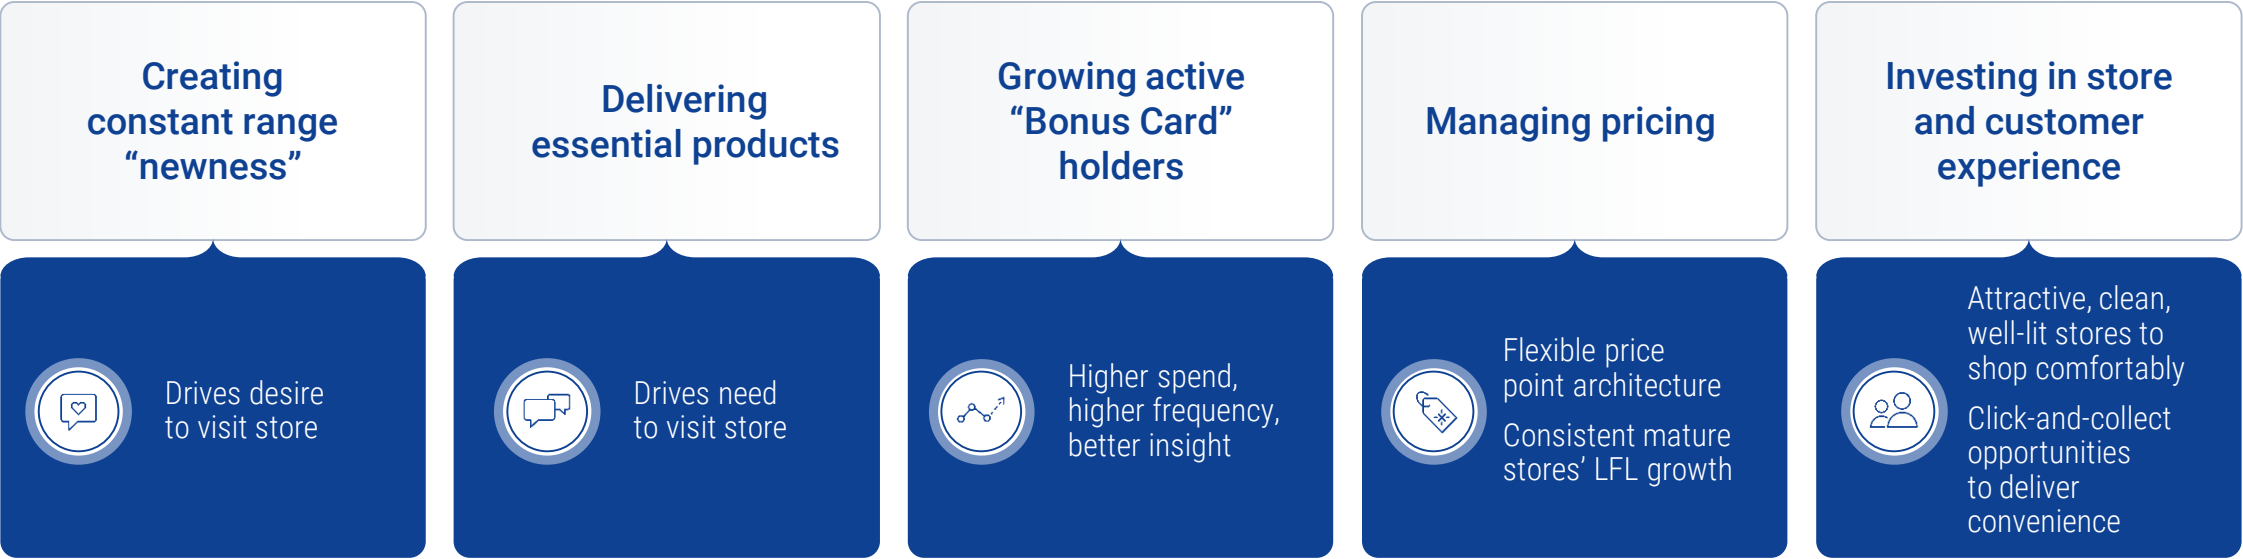 Creating
constant range
“newness”
Drives desire
to visit store
Delivering
essential products
Drives need
to visit store
Growing active
“Bonus Card”
holders
Higher spend,
higher frequency,
better insight
Managing pricing
Flexible price
point architecture
Consistent mature
stores’ LFL growth
Investing in store
and customer
experience
Attractive, clean,
well-lit stores to
shop comfortably
Click-and-collect
opportunities
to deliver
convenience